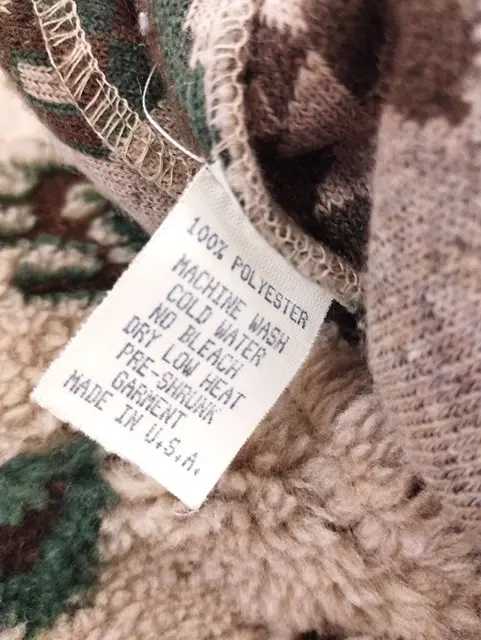 100% POLYESTER
MACHINE WASH
COLD WATER
NO BLEACH
DRY LOW HEAT
PRE-SHRUNK
GARMENT
MADE IN U.S.A.